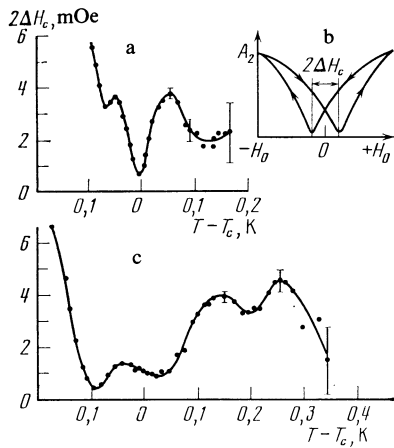 2ΔH_c, mOe
a
6
4
2
0
0,1 0 0,1 0,2
T−T_c, K
b
A_2
2ΔH_c
−H_0 0 +H_0
c
6
4
2
0
0,1 0 0,1 0,2 0,3 0,4
T−T_c, K